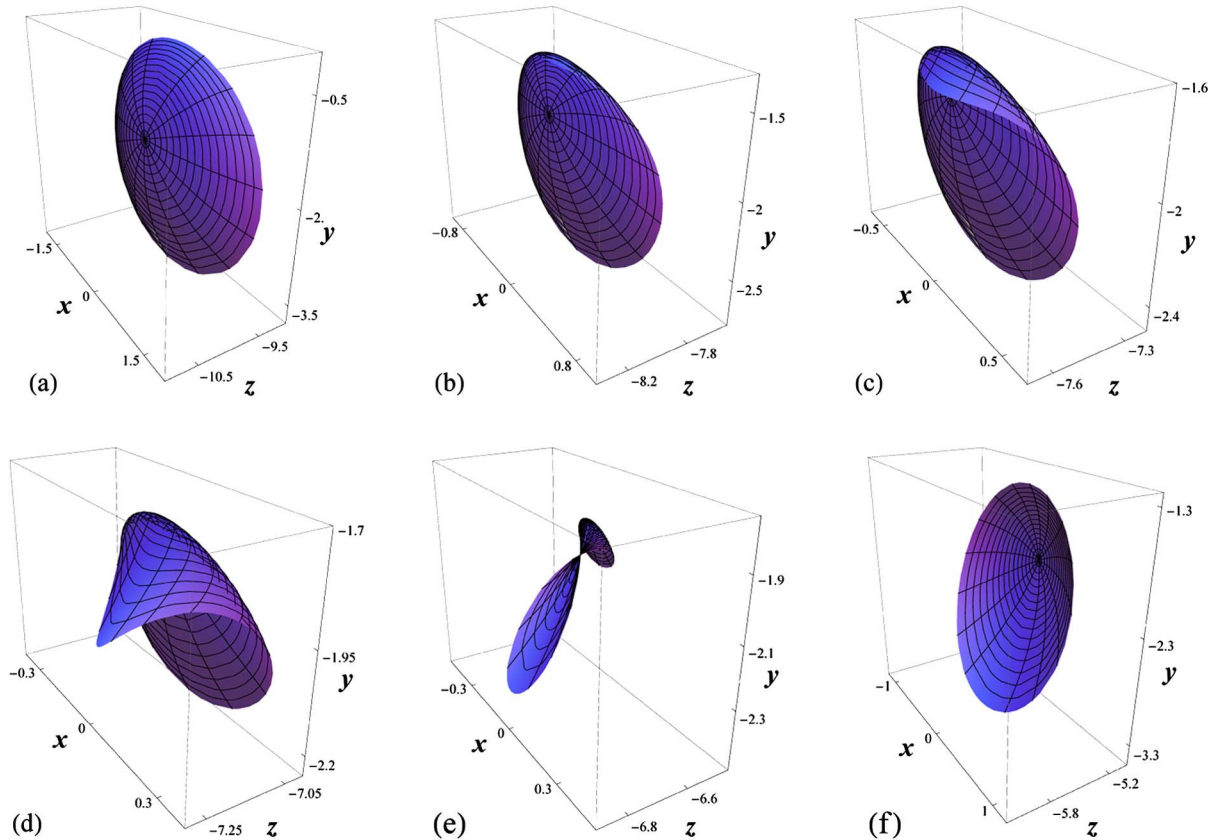 −0.5
−2.
y
−3.5
−1.5
x
0
1.5
−9.5
−10.5
z
(a)
−1.5
−2
y
−2.5
−0.8
x
0
0.8
−7.8
−8.2
z
(b)
−1.6
−2
y
−2.4
−0.5
x
0
0.5
−7.3
−7.6
z
(c)
−1.7
−1.95
y
−2.2
−0.3
x
0
0.3
−7.05
−7.25
z
(d)
−1.9
−2.1
y
−2.3
−0.3
x
0
0.3
−6.6
−6.8
z
(e)
−1.3
−2.3
y
−3.3
−1
x
0
1
−5.2
−5.8
z
(f)